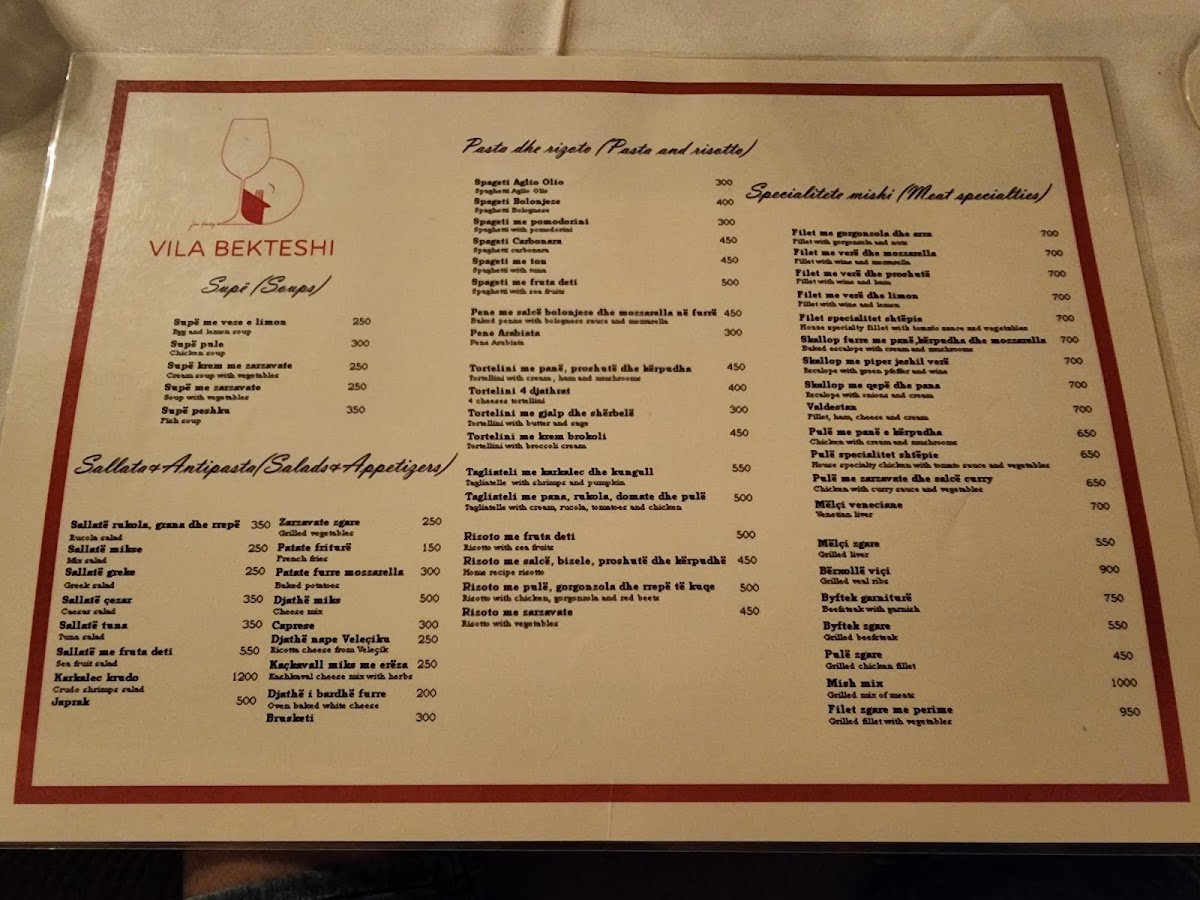 VILA BEKTESHI
Supë (Soups)
Supë me veze e limon 250
Egg and lemon soup
Supë pule 300
Chicken soup
Supë krem me zarzavate 250
Cream soup with vegetables
Supë me zarzavate 250
Soup with vegetables
Supë peshku 350
Fish soup
Sallata & Antipasta (Salads & Appetizers)
Sallatë rukola, grana dhe rrepë 350
Rucola salad
Sallatë mikse 250
Mix salad
Sallatë greke 250
Greek salad
Sallatë çezar 350
Caesar salad
Sallatë tuna 350
Tuna salad
Sallatë me fruta deti 550
Sea fruit salad
Karkalec krudo 1200
Crudo shrimps salad
Japrak 500
Zarzavate zgare 250
Grilled vegetables
Patate friturë 150
French fries
Patate furre mozzarella 300
Baked potatoes
Djathë miks 500
Cheese mix
Caprese 300
Djathë nape Veleçiku 250
Ricotta cheese from Veleçik
Kaçkavall miks me erëza 250
Kachkaval cheese mix with herbs
Djathë i bardhë furre 200
Oven baked white cheese
Brusketi 300
Pasta dhe rizoto (Pasta and risotto)
Spageti Aglio Olio 300
Spaghetti Aglio Olio
Spageti Bolonjese 400
Spaghetti Bolognese
Spageti me pomodorini 300
Spaghetti with pomodorini
Spageti Carbonara 450
Spaghetti carbonara
Spageti me ton 450
Spaghetti with tuna
Spageti me fruta deti 500
Spaghetti with sea fruits
Pene me salcë bolonjeze dhe mozzarella në furrë 450
Baked penne with bolognese sauce and mozzarella
Pene Arabiata 300
Pene Arabiata
Tortelini me panë, proshutë dhe kërpudha 450
Tortellini with cream, ham and mushrooms
Tortelini 4 djathrat 400
4 cheeses tortellini
Tortelini me gjalp dhe shërbelë 300
Tortellini with butter and sage
Tortelini me krem brokoli 450
Tortellini with broccoli cream
Tagliateli me karkalec dhe kungull 550
Tagliatelle with shrimps and pumpkin
Tagliateli me pana, rukola, domate dhe pulë 500
Tagliatelle with cream, rucola, tomatoes and chicken
Rizoto me fruta deti 500
Risotto with sea fruits
Rizoto me salcë, bizele, proshutë dhe kërpudhë 450
Home recipe risotto
Rizoto me pulë, gorgonzola dhe rrepë të kuqe 500
Risotto with chicken, gorgonzola and red beets
Rizoto me zarzavate 450
Risotto with vegetables
Specialitete mishi (Meat specialties)
Filet me gorgonzola dhe arra 700
Fillet with gorgonzola and nuts
Filet me verë dhe mozzarella 700
Fillet with wine and mozzarella
Filet me verë dhe proshutë 700
Fillet with wine and ham
Filet me verë dhe limon 700
Fillet with wine and lemon
Filet specialitet shtëpie 700
House specialty fillet with tomato sauce and vegetables
Skallop furre me panë,kërpudha dhe mozzarella 700
Baked escalope with cream and muchrooms
Skallop me piper jeshil verë 700
Escalope with green pfeffer and wine
Skallop me qepë dhe pana 700
Escalope with onions and cream
Valdostan 700
Fillet, ham, cheese and cream
Pulë me panë e kërpudha 650
Chicken with cream and muchrooms
Pulë specialitet shtëpie 650
House specialty chicken with tomato sauce and vegetables
Pulë me zarzavate dhe salcë curry 650
Chicken with curry sauce and vegetables
Mëlçi veneciane 700
Venetian liver
Mëlçi zgare 550
Grilled liver
Bërxollë viçi 900
Grilled veal ribs
Byftek garniturë 750
Beefsteak with garnish
Byftek zgare 550
Grilled beefsteak
Pulë zgare 450
Grilled chicken fillet
Mish mix 1000
Grilled mix of meats
Filet zgare me perime 950
Grilled fillet with vegetables